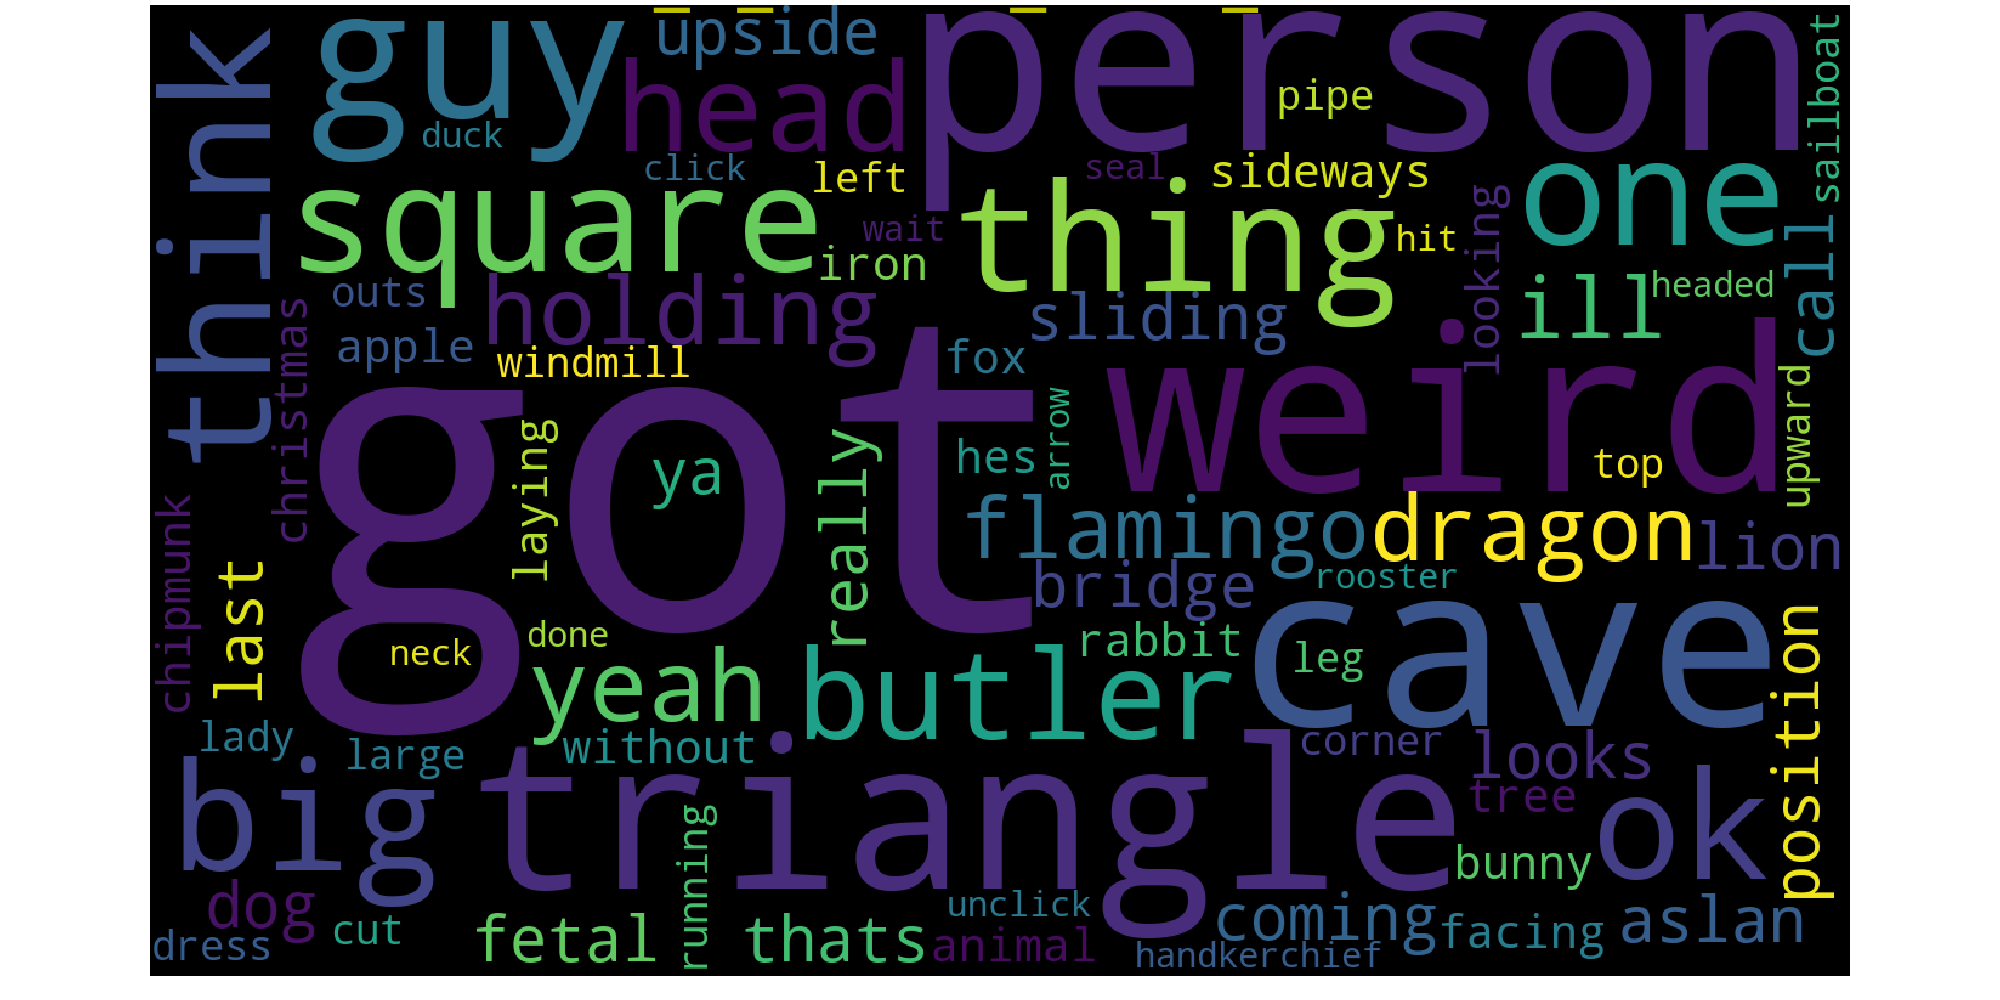 think
guy
upside
person
sailboat
head
pipe
duck
click
left
seal
sideways
one
square
wait
thing
hit
looking
call
iron
outs
holding
sliding
ill
headed
christmas
apple
windmill
fox
weird
got
arrow
upward
laying
ya
really
hes
top
chipmunk
last
flamingo
dragon
lion
bridge
rooster
cave
neck
done
rabbit
leg
position
yeah
butler
lady
large
without
corner
looks
big
triangle
tree
ok
running
bunny
dog
cut
unclick
coming
facing
aslan
dress
fetal
thats
animal
handkerchief